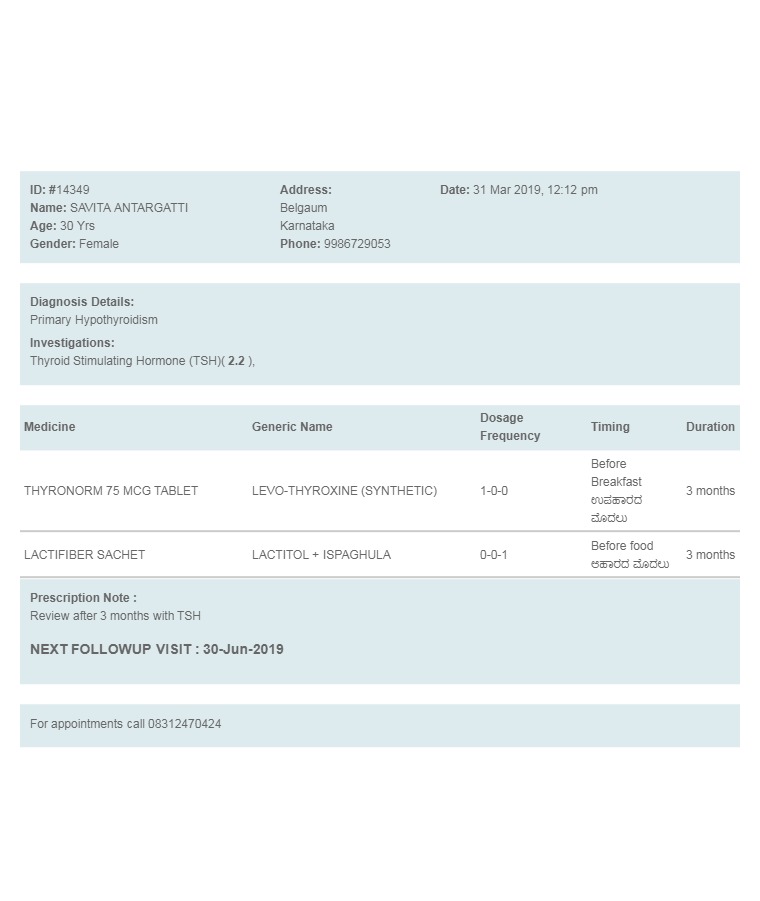 ID: #14349
Name: SAVITA ANTARGATTI
Age: 30 Yrs
Gender: Female
Address:
Belgaum
Karnataka
Phone: 9986729053
Date: 31 Mar 2019, 12:12 pm
Diagnosis Details:
Primary Hypothyroidism
Investigations:
Thyroid Stimulating Hormone (TSH)( 2.2 ),
Medicine Generic Name Dosage Frequency Timing Duration
THYRONORM 75 MCG TABLET LEVO-THYROXINE (SYNTHETIC) 1-0-0 Before Breakfast ಉಪಹಾರದ ಮೊದಲು 3 months
LACTIFIBER SACHET LACTITOL + ISPAGHULA 0-0-1 Before food ಆಹಾರದ ಮೊದಲು 3 months
Prescription Note :
Review after 3 months with TSH
NEXT FOLLOWUP VISIT : 30-Jun-2019
For appointments call 08312470424